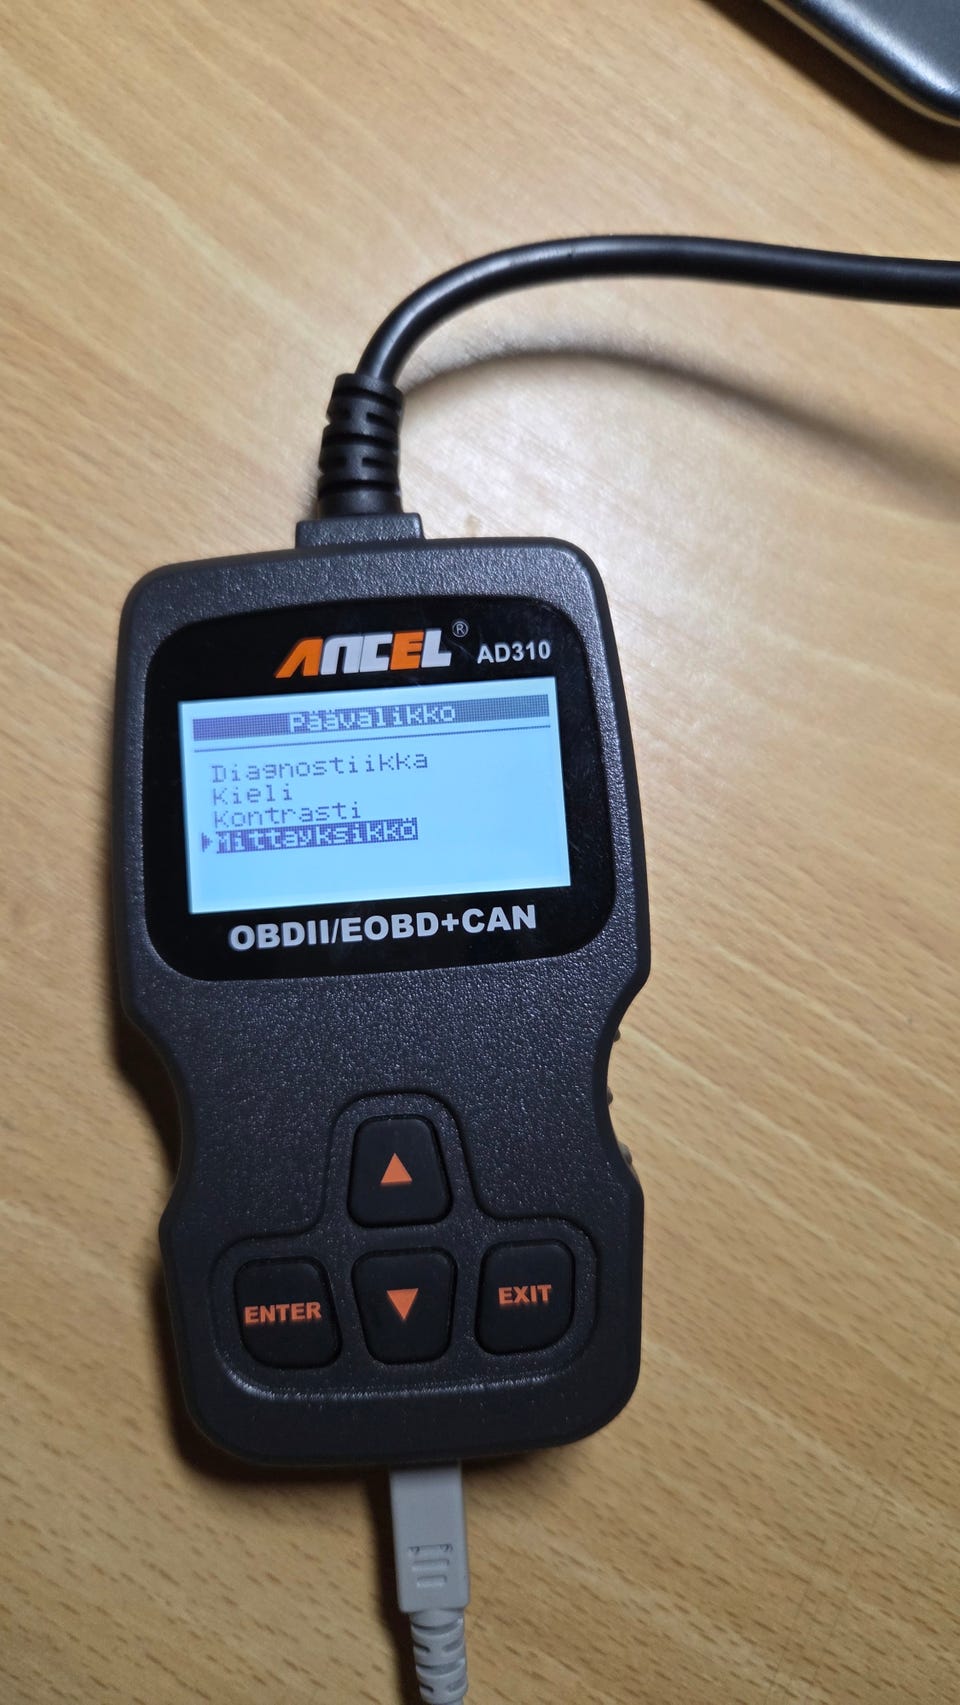 ANCEL® AD310
Päävalikko
Diagnostiikka
Kieli
Kontrasti
Mittayksikkö
OBDII/EOBD+CAN
▲
ENTER
▼
EXIT